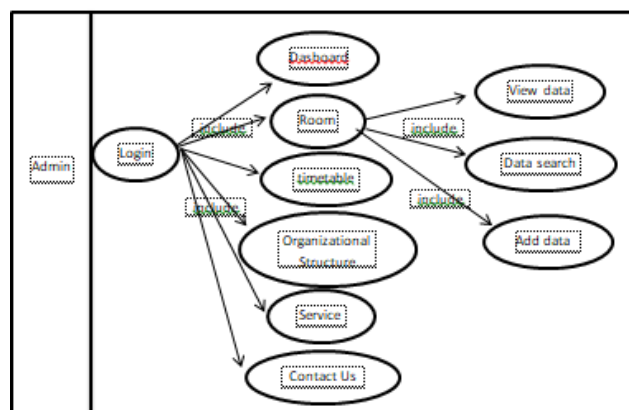 Admin
Login
Dasboard
include
Room
timetable
include
Organizational
Structure
Service
Contact Us
View data
include
Data search
include
Add data